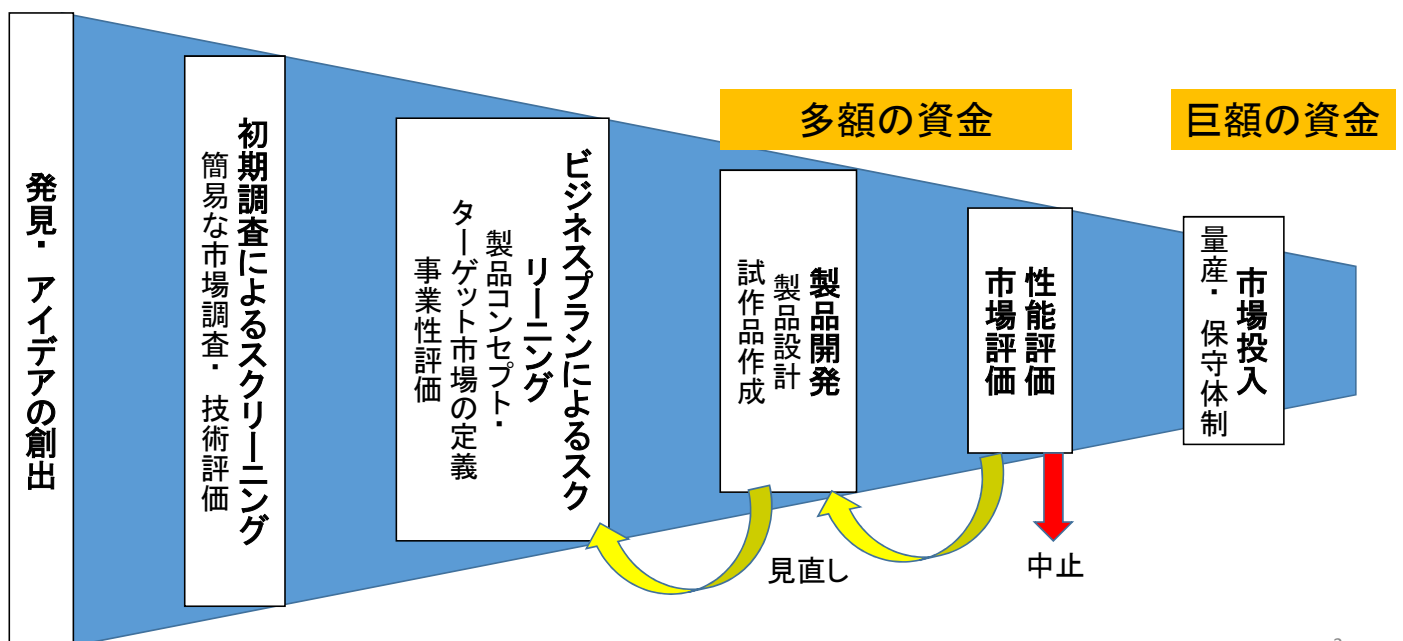 発見・ アイデアの創出
初期調査によるスクリーニング
簡易な市場調査・ 技術評価
ビジネスプランによるスク
リーニング
製品コンセプト・
ターゲット市場の定義
事業性評価
多額の資金
製品開発
製品設計
試作品作成
性能評価
市場評価
巨額の資金
市場投入
量産・ 保守体制
見直し
中止